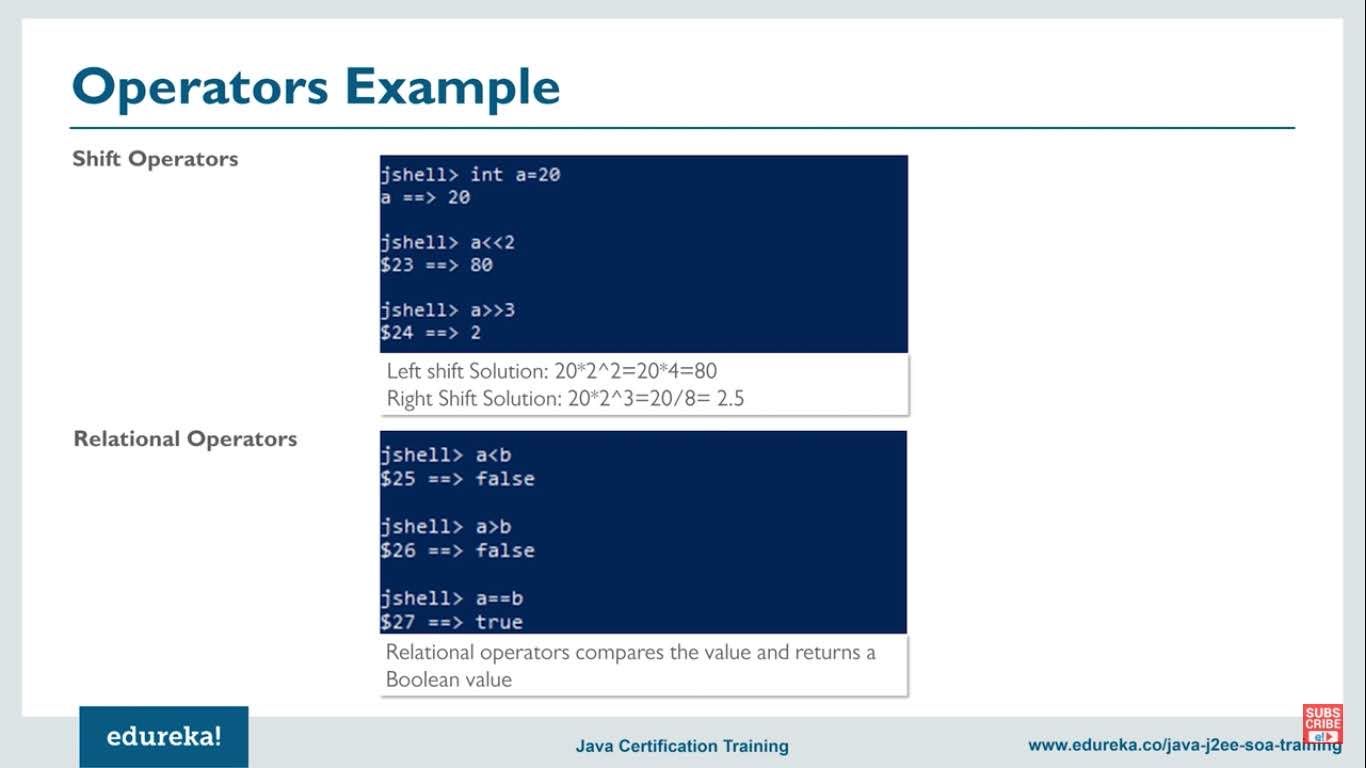 Operators Example
Shift Operators
jshell> int a=20
a ==> 20
jshell> a<<2
$23 ==> 80
jshell> a>>3
$24 ==> 2
Left shift Solution: 20*2^2=20*4=80
Right Shift Solution: 20*2^3=20/8= 2.5
Relational Operators
jshell> a<b
$25 ==> false
jshell> a>b
$26 ==> false
jshell> a==b
$27 ==> true
Relational operators compares the value and returns a
Boolean value
edureka!
Java Certification Training
www.edureka.co/java-j2ee-soa-training
SUBS
CRIBE
e!